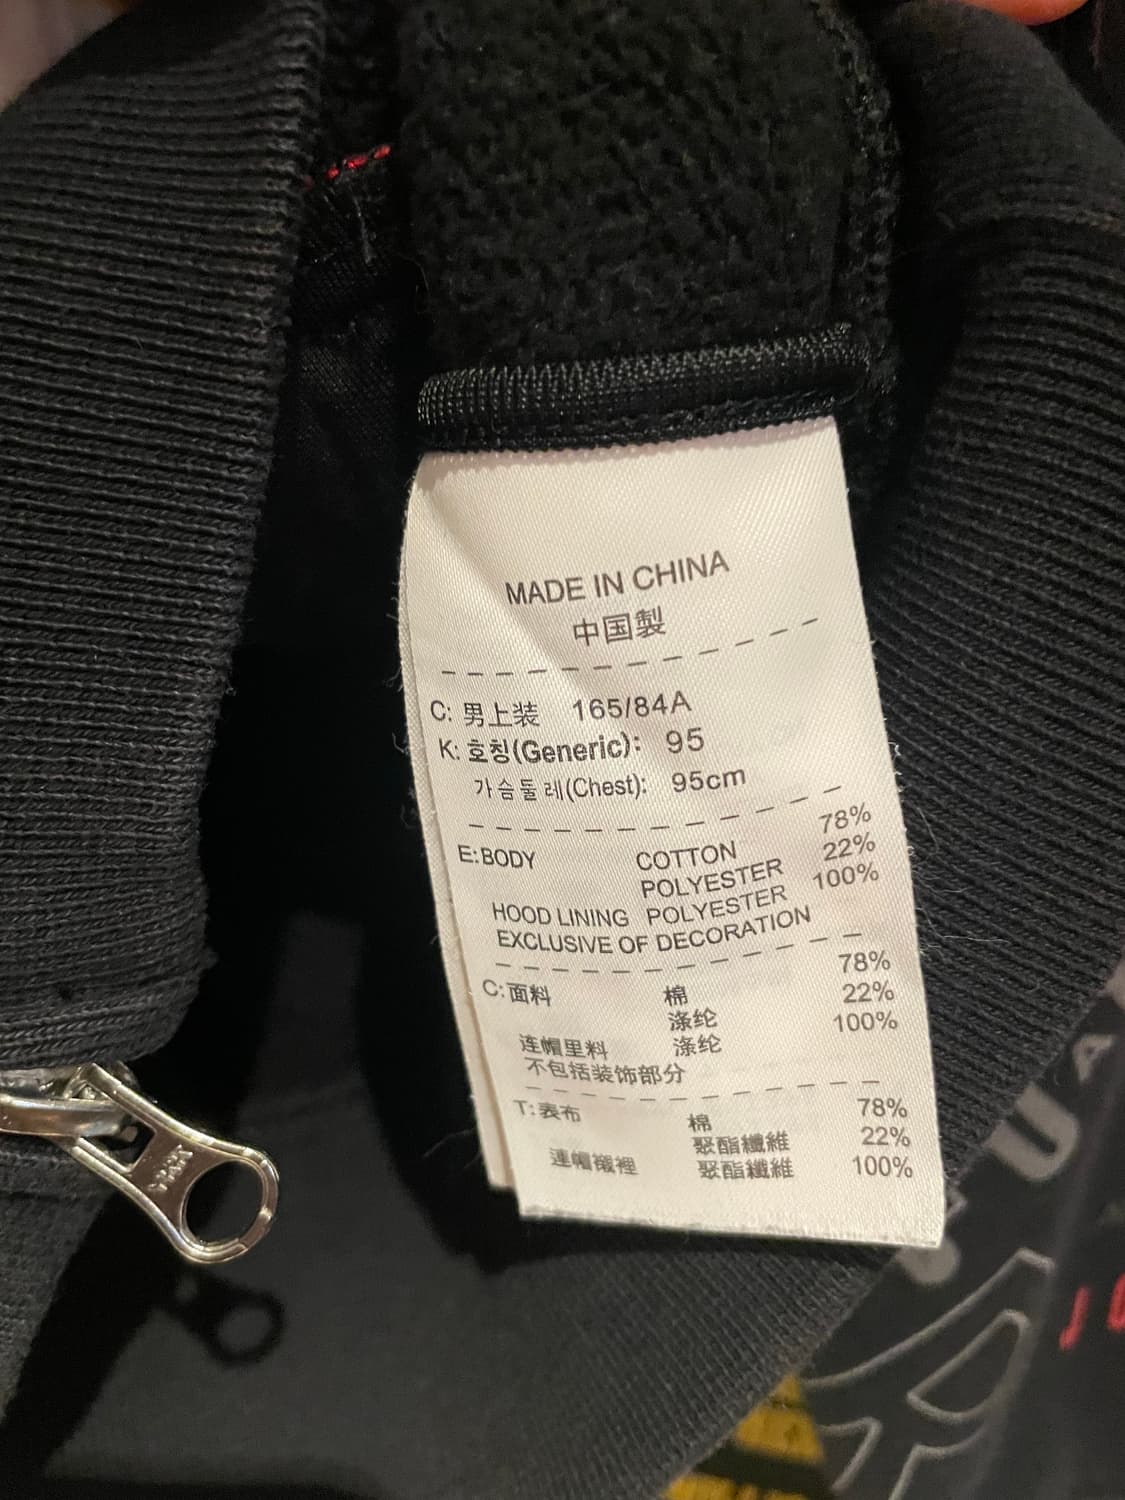 MADE IN CHINA
中国製
C: 男上装 165/84A
K: 호칭(Generic): 95
가슴둘레(Chest): 95cm
E: BODY COTTON 78%
POLYESTER 22%
HOOD LINING POLYESTER 100%
EXCLUSIVE OF DECORATION
C: 面料 棉 78%
涤纶 22%
连帽里料 涤纶 100%
不包括装饰部分
T: 表布 棉 78%
聚酯纖維 22%
連帽襯裡 聚酯纖維 100%
YKK
UA